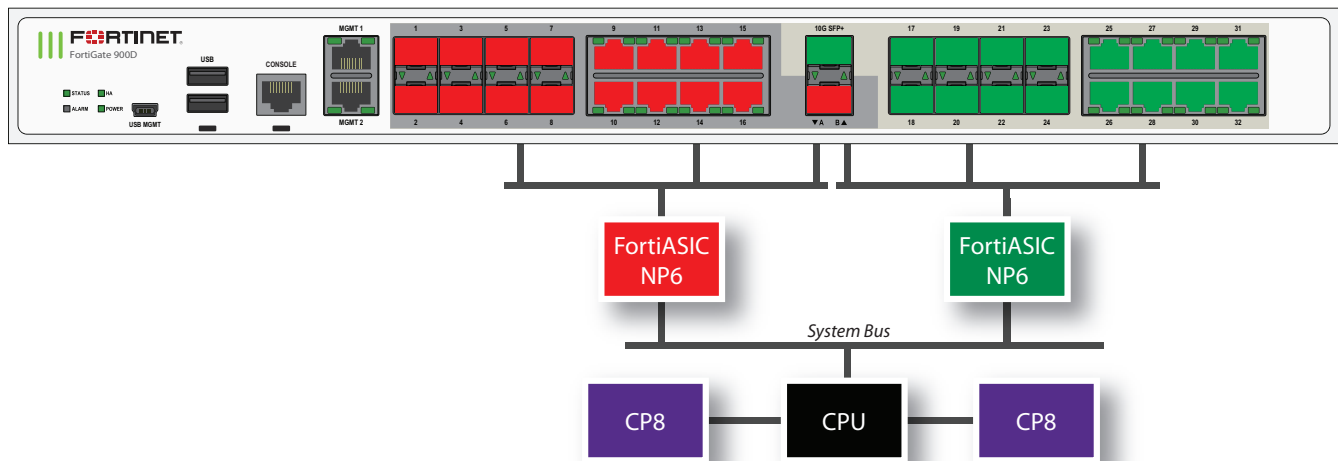 FORTINET
FortiGate 900D
STATUS HA
ALARM POWER
USB MGMT
USB
CONSOLE
MGMT 1
MGMT 2
1 3 5 7 9 11 13 15 10G SFP+ 17 19 21 23 25 27 29 31
2 4 6 8 10 12 14 16 ▼A B▲ 18 20 22 24 26 28 30 32
FortiASIC
NP6
FortiASIC
NP6
System Bus
CP8 CPU CP8